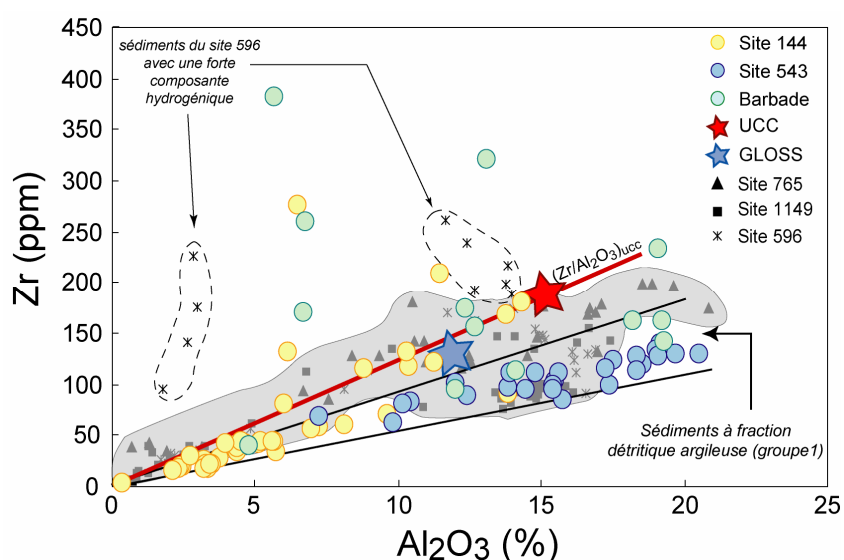 450
400
350
300
250
200
150
100
50
0
Zr (ppm)
sédiments du site 596
avec une forte
composante
hydrogénique
Site 144
Site 543
Barbade
UCC
GLOSS
Site 765
Site 1149
Site 596
(Zr/Al2O3)ucc
Sédiments à fraction
détritique argileuse (groupe1)
0
5
10
15
20
25
Al2O3 (%)